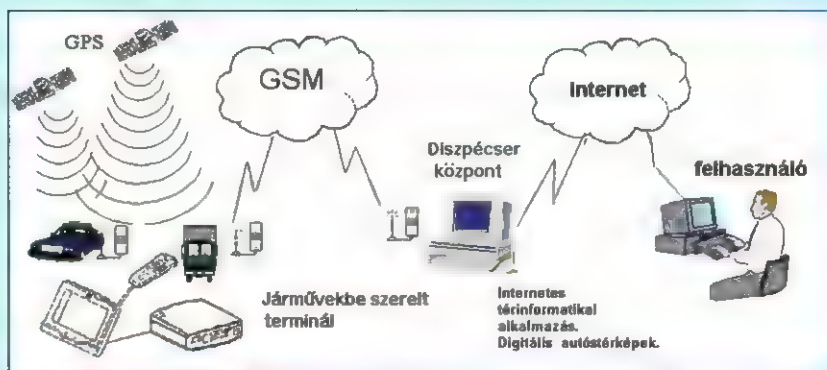 GPS
GSM
Internet
Diszpécser
központ
felhasználó
Járművekbe szerelt
terminál
Internetes
térinformatikai
alkalmazás.
Digitális autóstérképek.